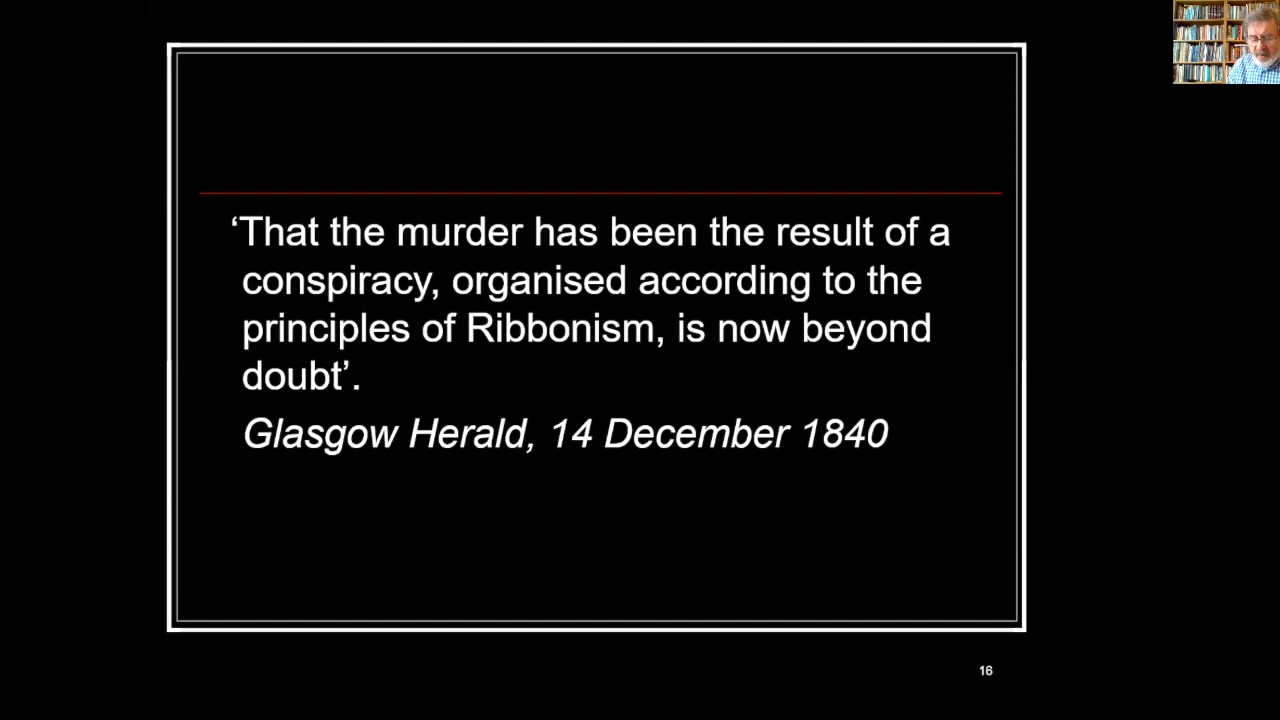 ‘That the murder has been the result of a
conspiracy, organised according to the
principles of Ribbonism, is now beyond
doubt’.
Glasgow Herald, 14 December 1840
16